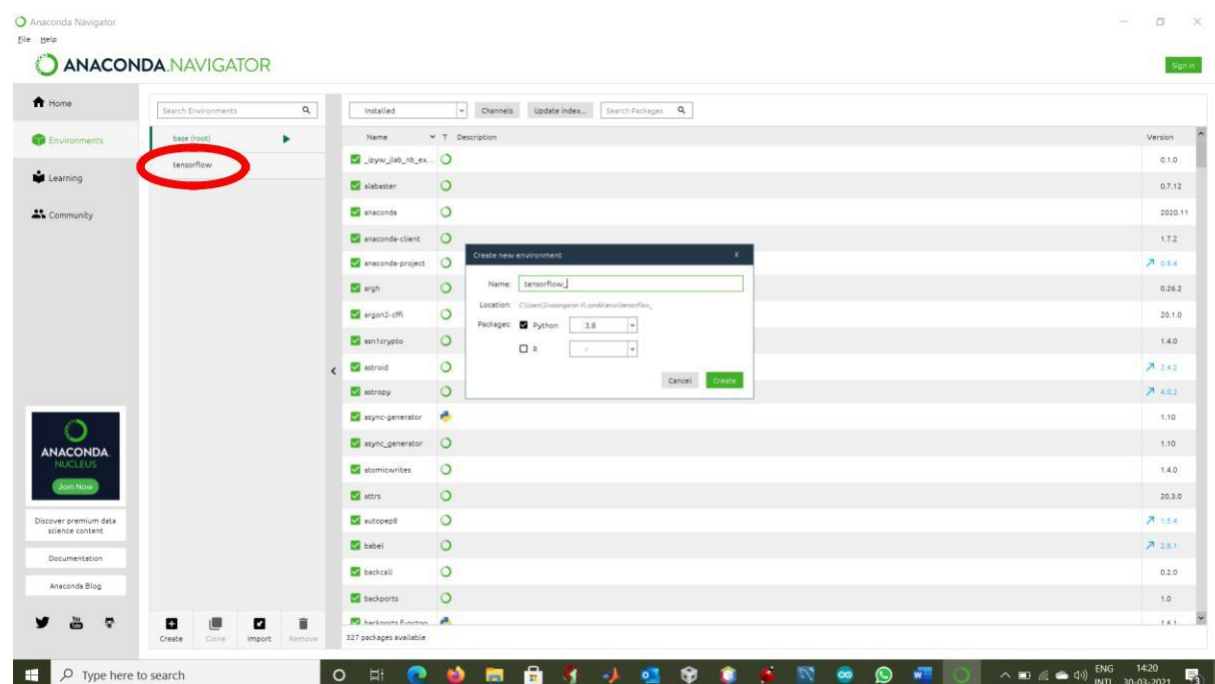 Anaconda Navigator
File Help
ANACONDA.NAVIGATOR
Sign in
Home
Environments
Learning
Community
ANACONDA.
NUCLEUS
Join Now
Discover premium data
science content
Documentation
Anaconda Blog
Search Environments
base (root)
tensorflow
Create
Clone
Import
Remove
Installed
Channels
Update index...
Search Packages
Name T Description Version
_ipyw_jlab_nb_ex... 0.1.0
alabaster 0.7.12
anaconda 2020.11
anaconda-client 1.7.2
anaconda-project 0.8.4
argh 0.26.2
argon2-cffi 20.1.0
asn1crypto 1.4.0
astroid 2.4.2
astropy 4.0.2
async-generator 1.10
async_generator 1.10
atomicwrites 1.4.0
attrs 20.3.0
autopep8 1.5.4
babel 2.8.1
backcall 0.2.0
backports 1.0
327 packages available
Create new environment X
Name: tensorflow_
Location:
Packages: Python 3.8
R
Cancel Create
Type here to search
ENG
INTL
14:20
30-03-2021
3